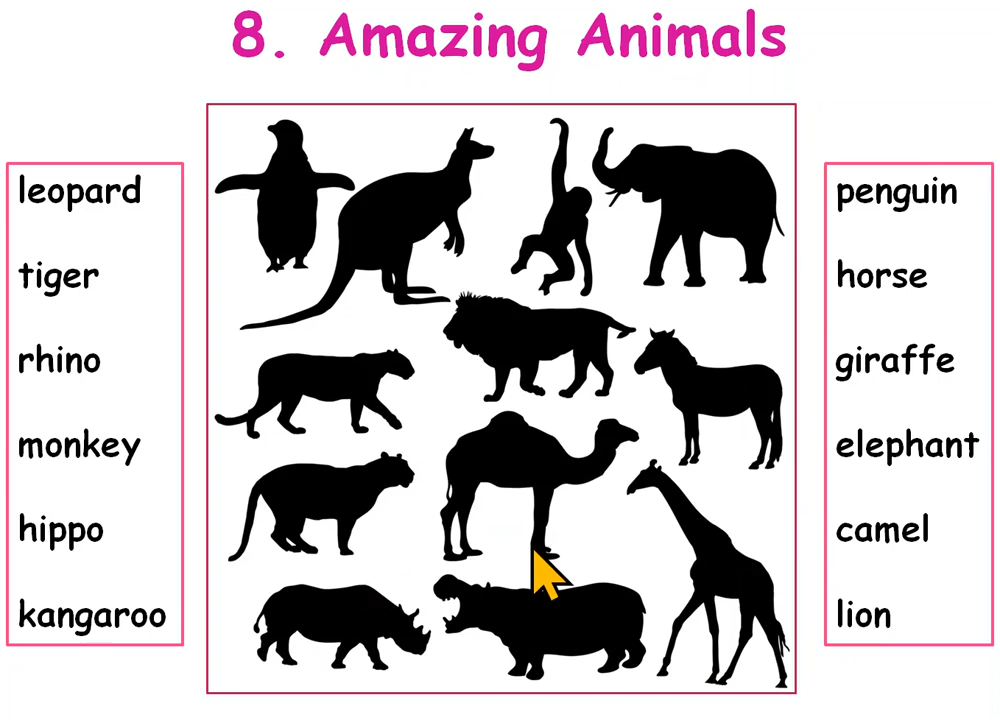 8. Amazing Animals
leopard
tiger
rhino
monkey
hippo
kangaroo
penguin
horse
giraffe
elephant
camel
lion